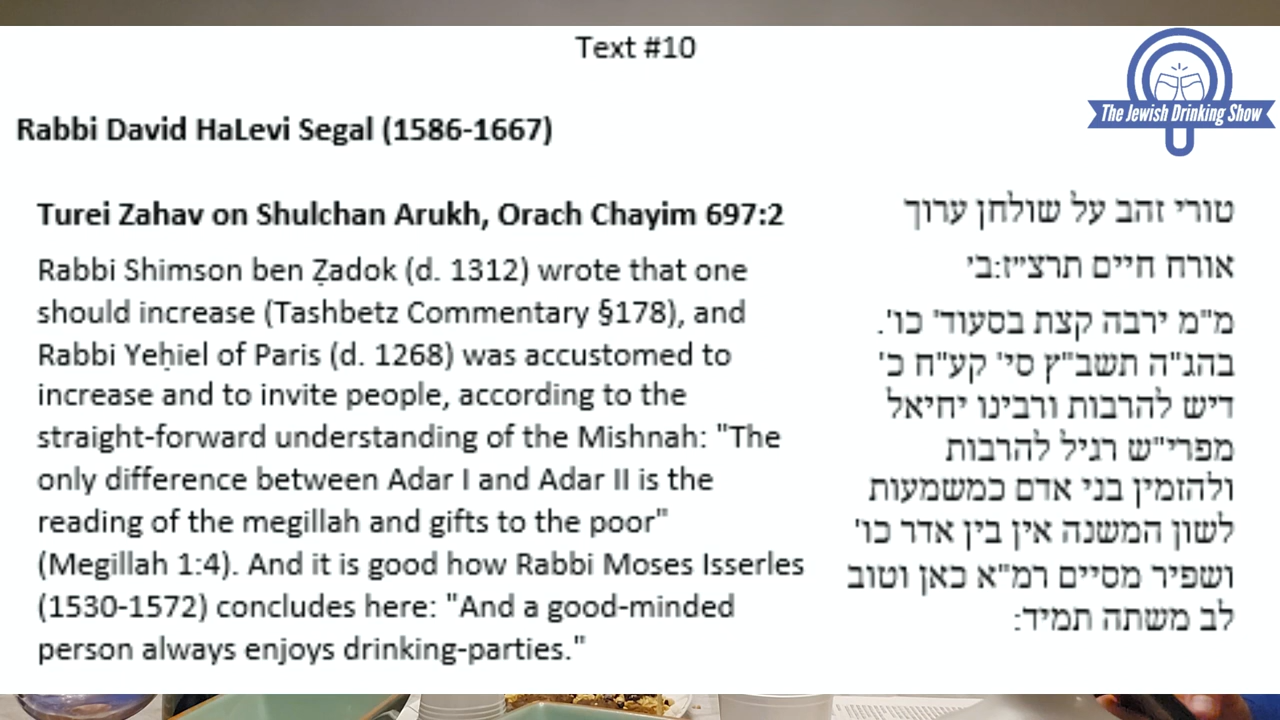 Text #10
The Jewish Drinking Show
Rabbi David HaLevi Segal (1586-1667)
Turei Zahav on Shulchan Arukh, Orach Chayim 697:2
Rabbi Shimson ben Ẓadok (d. 1312) wrote that one
should increase (Tashbetz Commentary §178), and
Rabbi Yeḥiel of Paris (d. 1268) was accustomed to
increase and to invite people, according to the
straight-forward understanding of the Mishnah: "The
only difference between Adar I and Adar II is the
reading of the megillah and gifts to the poor"
(Megillah 1:4). And it is good how Rabbi Moses Isserles
(1530-1572) concludes here: "And a good-minded
person always enjoys drinking-parties."
טורי זהב על שולחן ערוך
אורח חיים תרצ״ז:ב׳
מ"מ ירבה קצת בסעוד' כו'.
בהג"ה תשב"ץ סי' קע"ח כ'
דיש להרבות ורבינו יחיאל
מפרי"ש רגיל להרבות
ולהזמין בני אדם כמשמעות
לשון המשנה אין בין אדר כו'
ושפיר מסיים רמ"א כאן וטוב
לב משתה תמיד: